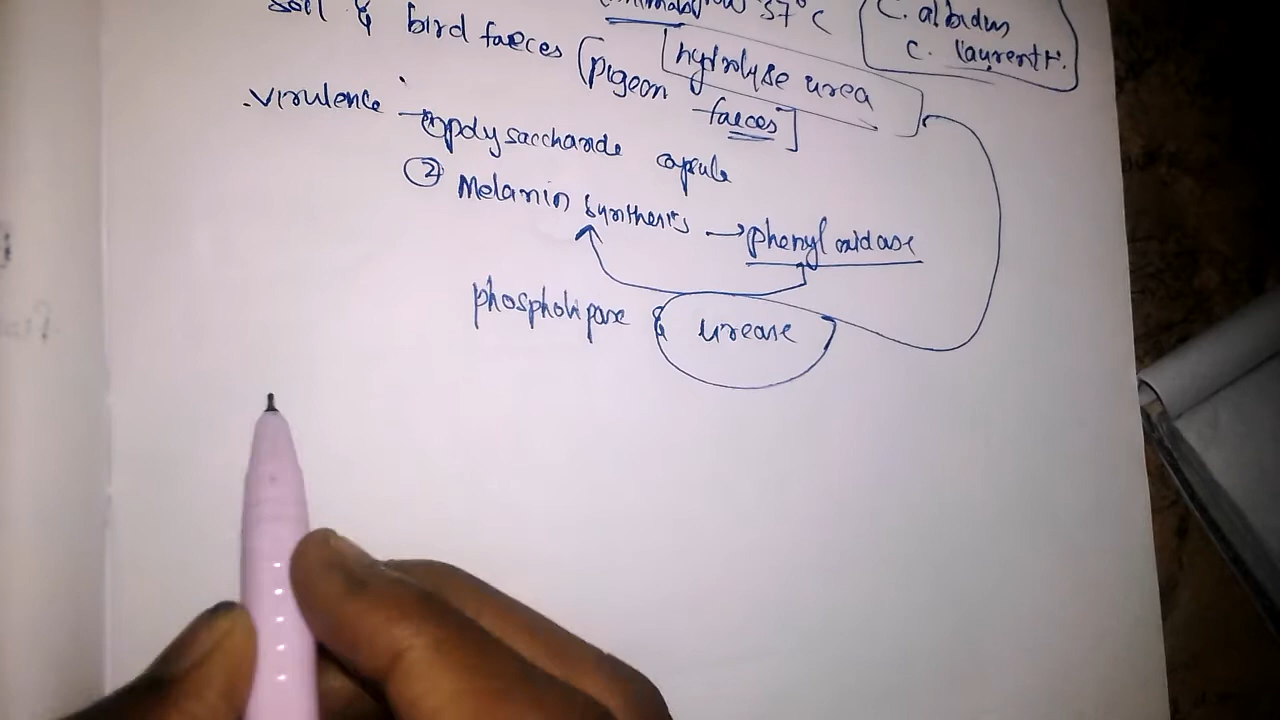 37°C
C. albidus
soil & bird faeces (pigeon faeces]
C. laurentii.
hydrolyse urea
.virulence - ① polysaccharide capsule
② Melanin synthesis → phenyl oxidase
phospholipase & urease